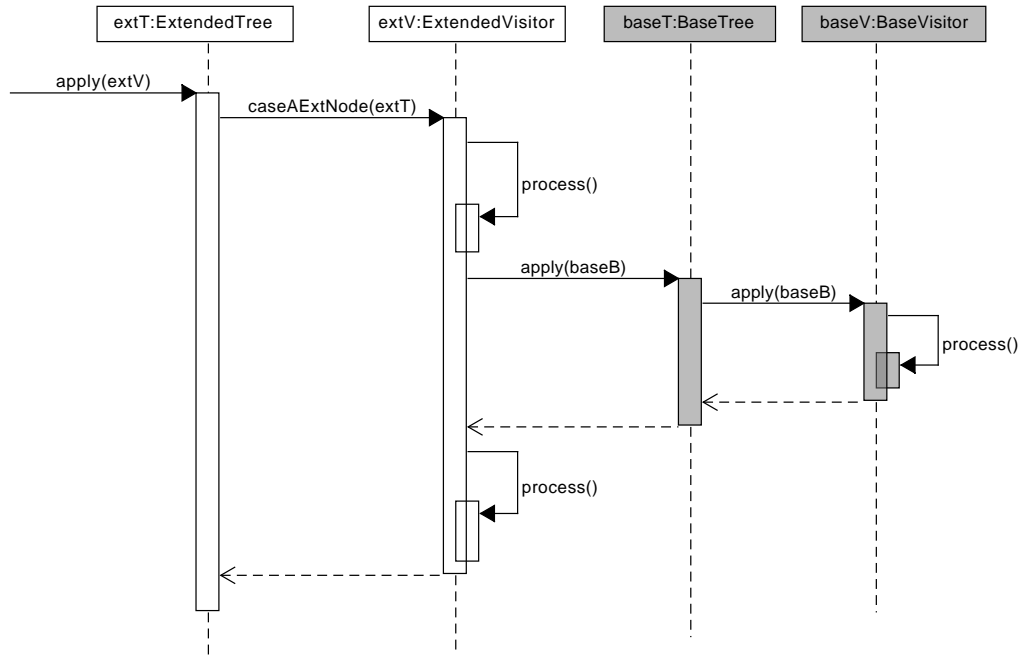 extT:ExtendedTree
extV:ExtendedVisitor
baseT:BaseTree
baseV:BaseVisitor
apply(extV)
caseAExtNode(extT)
process()
apply(baseB)
apply(baseB)
process()
process()